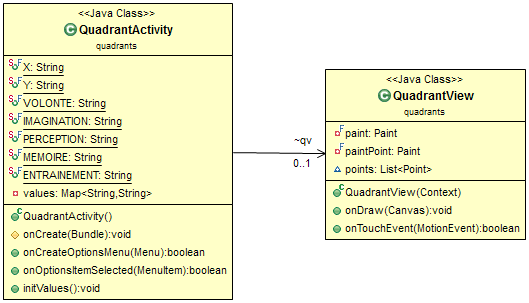 <<Java Class>>
QuadrantActivity
quadrants
X: String
Y: String
VOLONTE: String
IMAGINATION: String
PERCEPTION: String
MEMOIRE: String
ENTRAINEMENT: String
values: Map<String,String>
QuadrantActivity()
onCreate(Bundle):void
onCreateOptionsMenu(Menu):boolean
onOptionsItemSelected(MenuItem):boolean
initValues():void
~qv
0..1
<<Java Class>>
QuadrantView
quadrants
paint: Paint
paintPoint: Paint
points: List<Point>
QuadrantView(Context)
onDraw(Canvas):void
onTouchEvent(MotionEvent):boolean